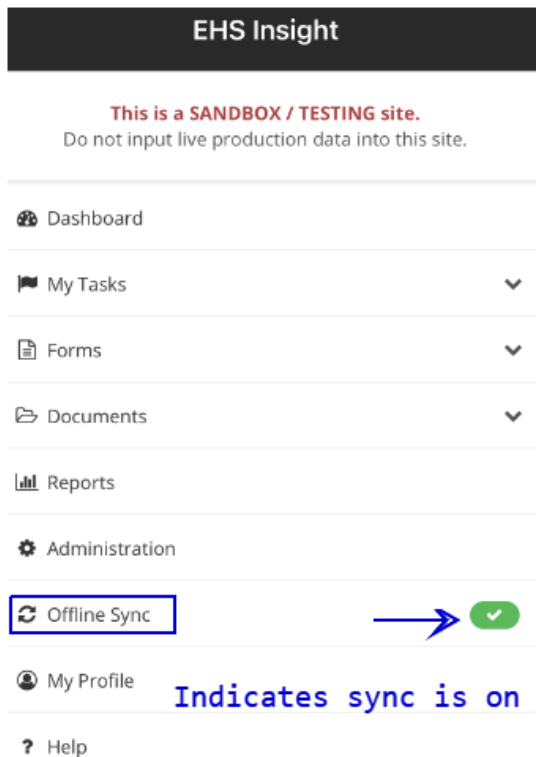 EHS Insight
This is a SANDBOX / TESTING site.
Do not input live production data into this site.
Dashboard
My Tasks
Forms
Documents
Reports
Administration
Offline Sync
My Profile
Indicates sync is on
Help